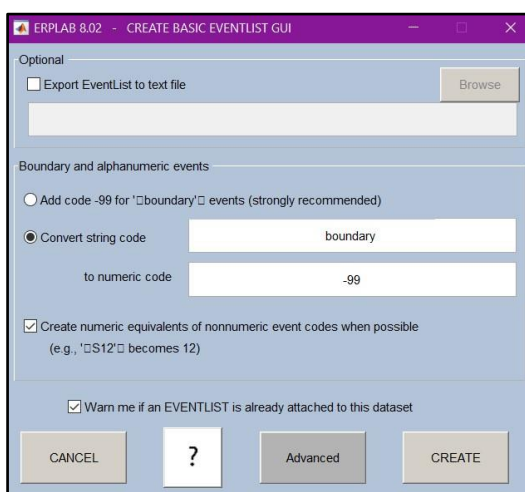 ERPLAB 8.02 - CREATE BASIC EVENTLIST GUI
Optional
Export EventList to text file
Browse
Boundary and alphanumeric events
Add code -99 for '□boundary'□ events (strongly recommended)
Convert string code
boundary
to numeric code
-99
Create numeric equivalents of nonnumeric event codes when possible
(e.g., '□S12'□ becomes 12)
Warn me if an EVENTLIST is already attached to this dataset
CANCEL
?
Advanced
CREATE